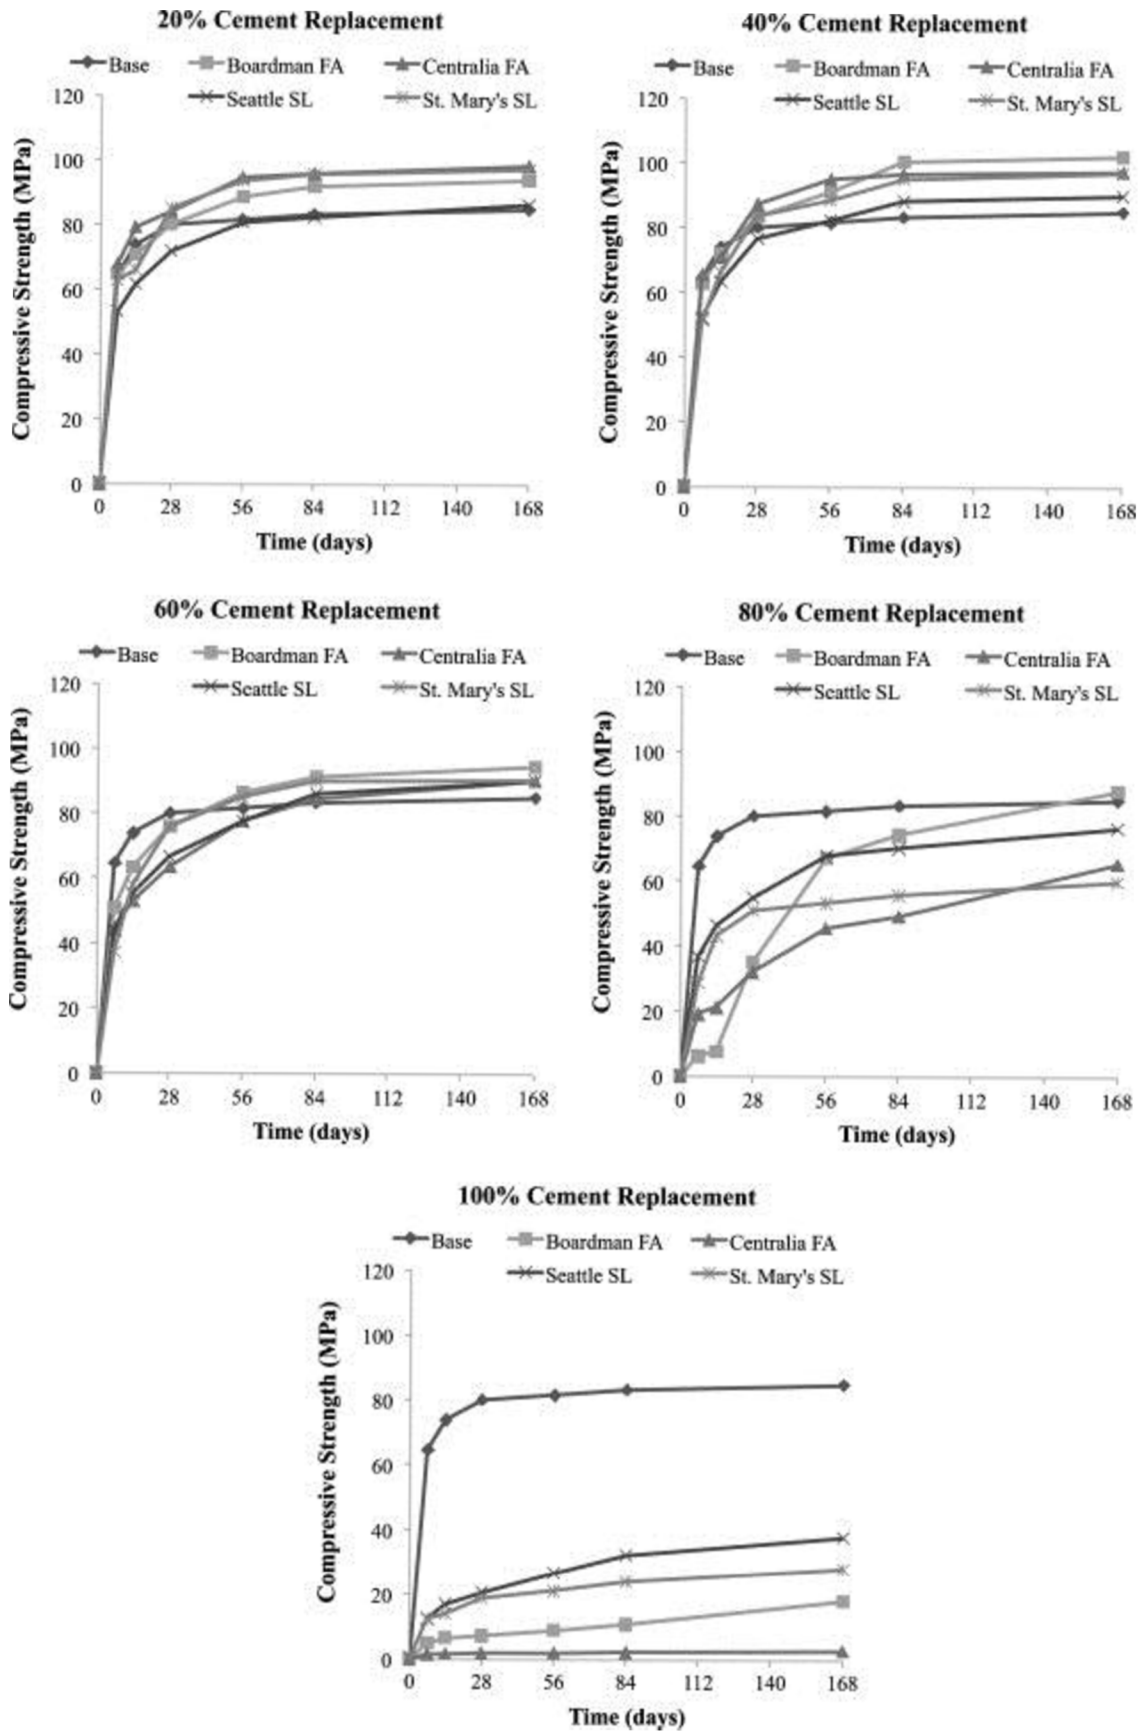 20% Cement Replacement
Base Boardman FA Centralia FA
Seattle SL St. Mary's SL
120
100
80
60
40
20
0
Compressive Strength (MPa)
0 28 56 84 112 140 168
Time (days)
40% Cement Replacement
Base Boardman FA Centralia FA
Seattle SL St. Mary's SL
120
100
80
60
40
20
0
Compressive Strength (MPa)
0 28 56 84 112 140 168
Time (days)
60% Cement Replacement
Base Boardman FA Centralia FA
Seattle SL St. Mary's SL
120
100
80
60
40
20
0
Compressive Strength (MPa)
0 28 56 84 112 140 168
Time (days)
80% Cement Replacement
Base Boardman FA Centralia FA
Seattle SL St. Mary's SL
120
100
80
60
40
20
0
Compressive Strength (MPa)
0 28 56 84 112 140 168
Time (days)
100% Cement Replacement
Base Boardman FA Centralia FA
Seattle SL St. Mary's SL
120
100
80
60
40
20
0
Compressive Strength (MPa)
0 28 56 84 112 140 168
Time (days)